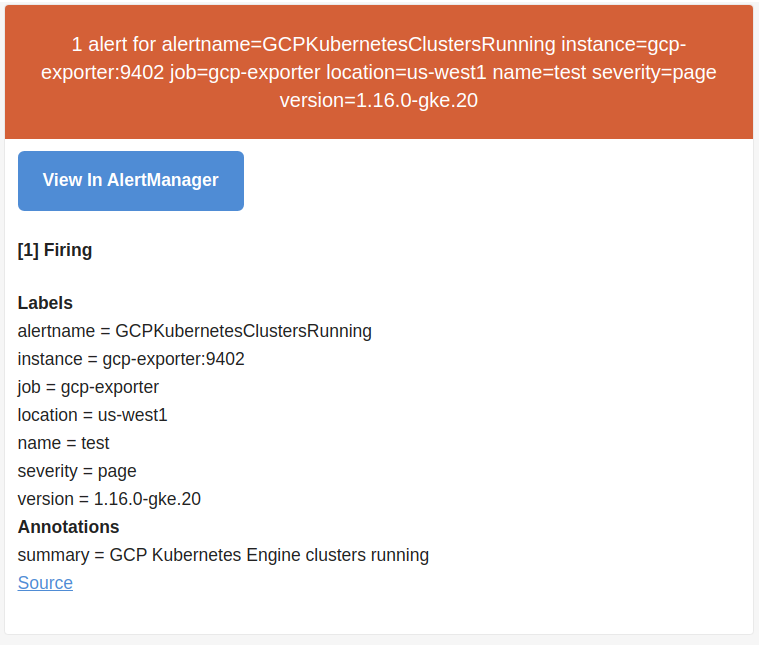 1 alert for alertname=GCPKubernetesClustersRunning instance=gcp-
exporter:9402 job=gcp-exporter location=us-west1 name=test severity=page
version=1.16.0-gke.20
View In AlertManager
[1] Firing
Labels
alertname = GCPKubernetesClustersRunning
instance = gcp-exporter:9402
job = gcp-exporter
location = us-west1
name = test
severity = page
version = 1.16.0-gke.20
Annotations
summary = GCP Kubernetes Engine clusters running
Source